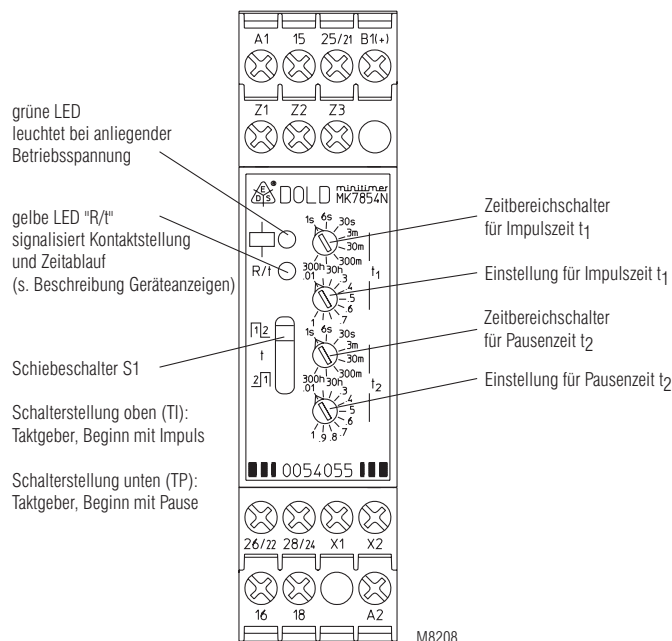 A1 15 25/21 B1(+)
Z1 Z2 Z3
grüne LED
leuchtet bei anliegender
Betriebsspannung
gelbe LED "R/t"
signalisiert Kontaktstellung
und Zeitablauf
(s. Beschreibung Geräteanzeigen)
Schiebeschalter S1
Schalterstellung oben (TI):
Taktgeber, Beginn mit Impuls
Schalterstellung unten (TP):
Taktgeber, Beginn mit Pause
E D S ® DOLD minitimer
MK7854N
R/t
1s 6s 30s 3m 30m 300m 30h 300h
t1
.01 .3 .4 .5 .6 .7 1
1 2
t
2 1
1s 6s 30s 3m 30m 300m 30h 300h
t2
.01 .3 .4 .5 .6 .7 .8 .9 1
0054055
Zeitbereichschalter
für Impulszeit t1
Einstellung für Impulszeit t1
Zeitbereichschalter
für Pausenzeit t2
Einstellung für Pausenzeit t2
26/22 28/24 X1 X2
16 18 A2
M8208